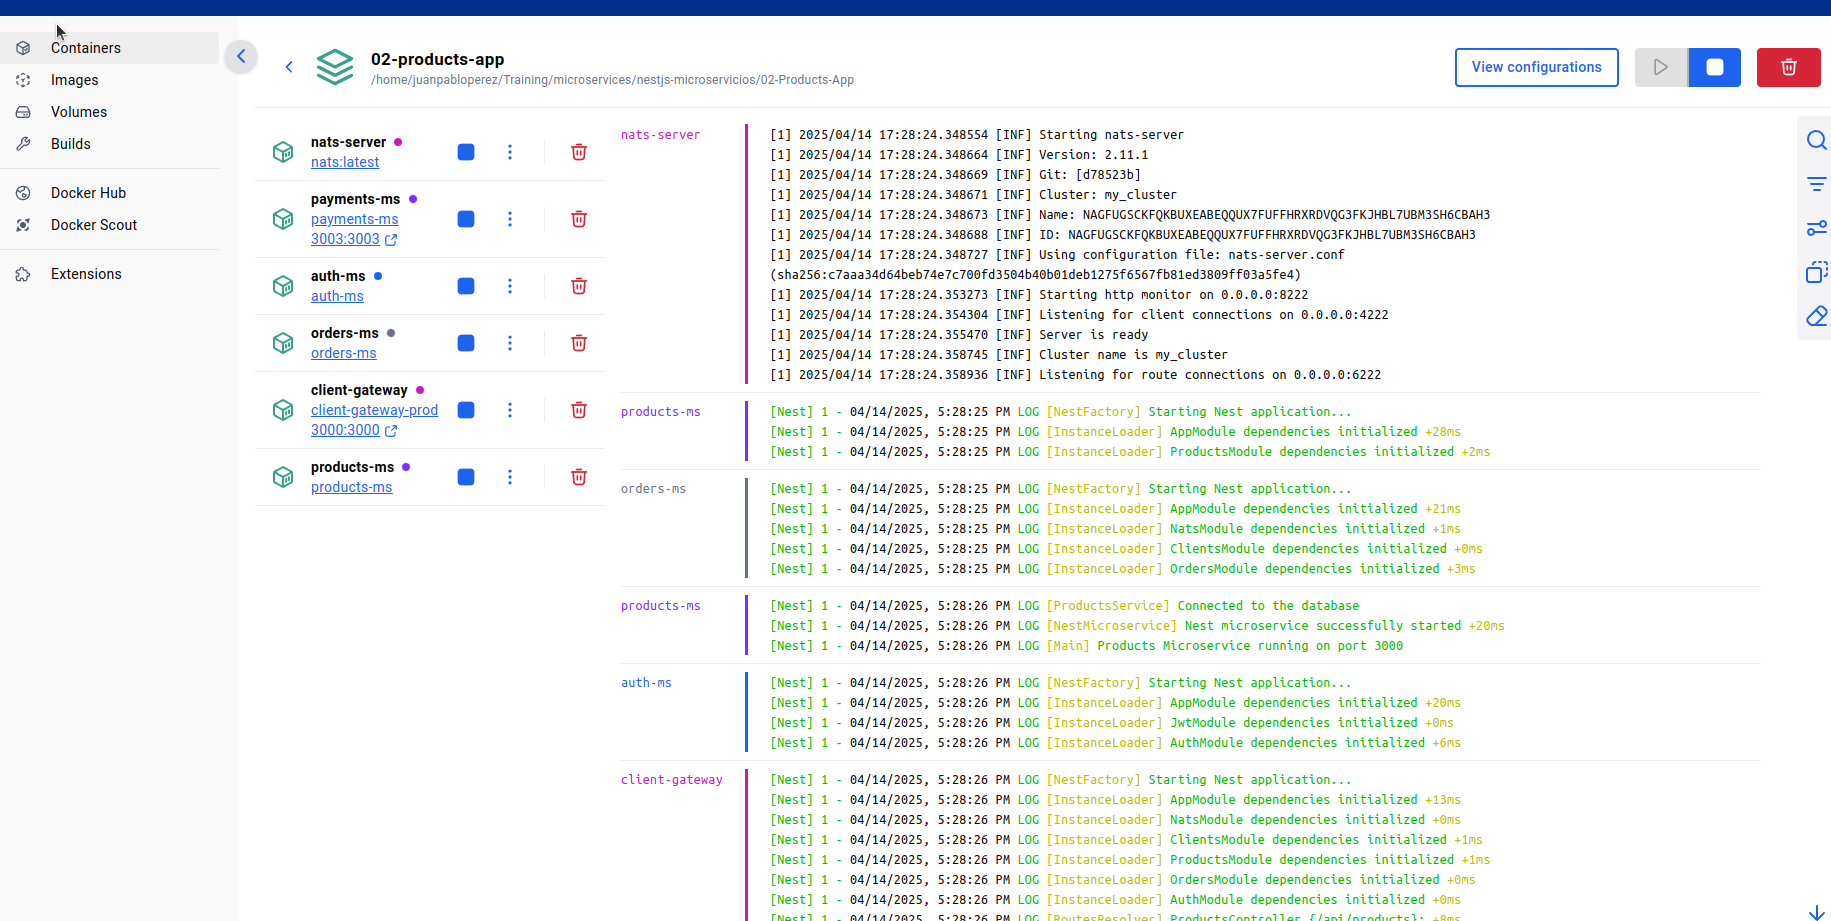 Containers
Images
Volumes
Builds
Docker Hub
Docker Scout
Extensions
02-products-app
/home/juanpabloperez/Training/microservices/nestjs-microservicios/02-Products-App
View configurations
nats-server
nats:latest
payments-ms
payments-ms
3003:3003
auth-ms
auth-ms
orders-ms
orders-ms
client-gateway
client-gateway-prod
3000:3000
products-ms
products-ms
nats-server
[1] 2025/04/14 17:28:24.348554 [INF] Starting nats-server
[1] 2025/04/14 17:28:24.348664 [INF] Version: 2.11.1
[1] 2025/04/14 17:28:24.348669 [INF] Git: [d78523b]
[1] 2025/04/14 17:28:24.348671 [INF] Cluster: my_cluster
[1] 2025/04/14 17:28:24.348673 [INF] Name: NAGFUGSCKFQKBUXEABEQQUX7FUFFHRXRDVQG3FKJHBL7UBM3SH6CBAH3
[1] 2025/04/14 17:28:24.348688 [INF] ID: NAGFUGSCKFQKBUXEABEQQUX7FUFFHRXRDVQG3FKJHBL7UBM3SH6CBAH3
[1] 2025/04/14 17:28:24.348727 [INF] Using configuration file: nats-server.conf
(sha256:c7aaa34d64beb74e7c700fd3504b40b01deb1275f6567fb81ed3809ff03a5fe4)
[1] 2025/04/14 17:28:24.353273 [INF] Starting http monitor on 0.0.0.0:8222
[1] 2025/04/14 17:28:24.354304 [INF] Listening for client connections on 0.0.0.0:4222
[1] 2025/04/14 17:28:24.355470 [INF] Server is ready
[1] 2025/04/14 17:28:24.358745 [INF] Cluster name is my_cluster
[1] 2025/04/14 17:28:24.358936 [INF] Listening for route connections on 0.0.0.0:6222
products-ms
[Nest] 1 - 04/14/2025, 5:28:25 PM LOG [NestFactory] Starting Nest application...
[Nest] 1 - 04/14/2025, 5:28:25 PM LOG [InstanceLoader] AppModule dependencies initialized +28ms
[Nest] 1 - 04/14/2025, 5:28:25 PM LOG [InstanceLoader] ProductsModule dependencies initialized +2ms
orders-ms
[Nest] 1 - 04/14/2025, 5:28:25 PM LOG [NestFactory] Starting Nest application...
[Nest] 1 - 04/14/2025, 5:28:25 PM LOG [InstanceLoader] AppModule dependencies initialized +21ms
[Nest] 1 - 04/14/2025, 5:28:25 PM LOG [InstanceLoader] NatsModule dependencies initialized +1ms
[Nest] 1 - 04/14/2025, 5:28:25 PM LOG [InstanceLoader] ClientsModule dependencies initialized +0ms
[Nest] 1 - 04/14/2025, 5:28:25 PM LOG [InstanceLoader] OrdersModule dependencies initialized +3ms
products-ms
[Nest] 1 - 04/14/2025, 5:28:26 PM LOG [ProductsService] Connected to the database
[Nest] 1 - 04/14/2025, 5:28:26 PM LOG [NestMicroservice] Nest microservice successfully started +20ms
[Nest] 1 - 04/14/2025, 5:28:26 PM LOG [Main] Products Microservice running on port 3000
auth-ms
[Nest] 1 - 04/14/2025, 5:28:26 PM LOG [NestFactory] Starting Nest application...
[Nest] 1 - 04/14/2025, 5:28:26 PM LOG [InstanceLoader] AppModule dependencies initialized +20ms
[Nest] 1 - 04/14/2025, 5:28:26 PM LOG [InstanceLoader] JwtModule dependencies initialized +0ms
[Nest] 1 - 04/14/2025, 5:28:26 PM LOG [InstanceLoader] AuthModule dependencies initialized +6ms
client-gateway
[Nest] 1 - 04/14/2025, 5:28:26 PM LOG [NestFactory] Starting Nest application...
[Nest] 1 - 04/14/2025, 5:28:26 PM LOG [InstanceLoader] AppModule dependencies initialized +13ms
[Nest] 1 - 04/14/2025, 5:28:26 PM LOG [InstanceLoader] NatsModule dependencies initialized +0ms
[Nest] 1 - 04/14/2025, 5:28:26 PM LOG [InstanceLoader] ClientsModule dependencies initialized +1ms
[Nest] 1 - 04/14/2025, 5:28:26 PM LOG [InstanceLoader] ProductsModule dependencies initialized +1ms
[Nest] 1 - 04/14/2025, 5:28:26 PM LOG [InstanceLoader] OrdersModule dependencies initialized +0ms
[Nest] 1 - 04/14/2025, 5:28:26 PM LOG [InstanceLoader] AuthModule dependencies initialized +0ms
[Nest] 1 - 04/14/2025, 5:28:26 PM LOG [RoutesResolver] ProductsController {/api/products}: +8ms